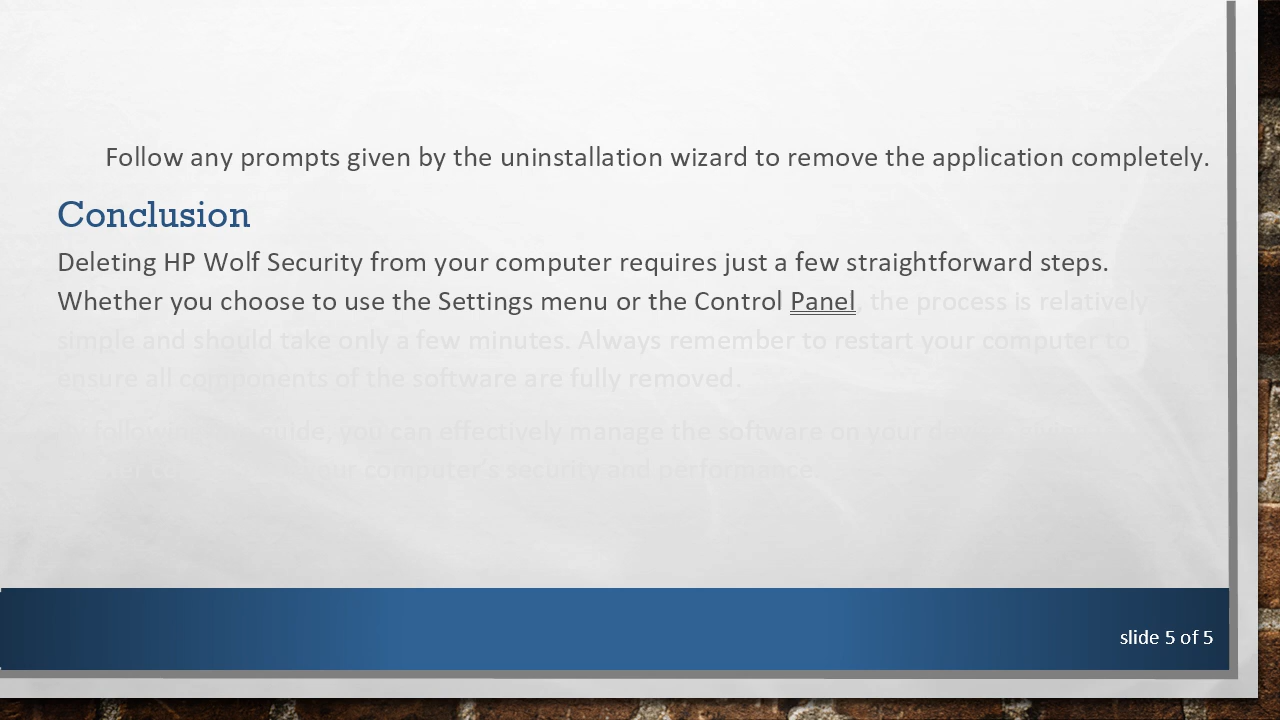 Follow any prompts given by the uninstallation wizard to remove the application completely.
Conclusion
Deleting HP Wolf Security from your computer requires just a few straightforward steps.
Whether you choose to use the Settings menu or the Control Panel, the process is relatively
simple and should take only a few minutes. Always remember to restart your computer to
ensure all components of the software are fully removed.
following guide, you can effectively manage the software on your
computer's security and performance.
slide 5 of 5